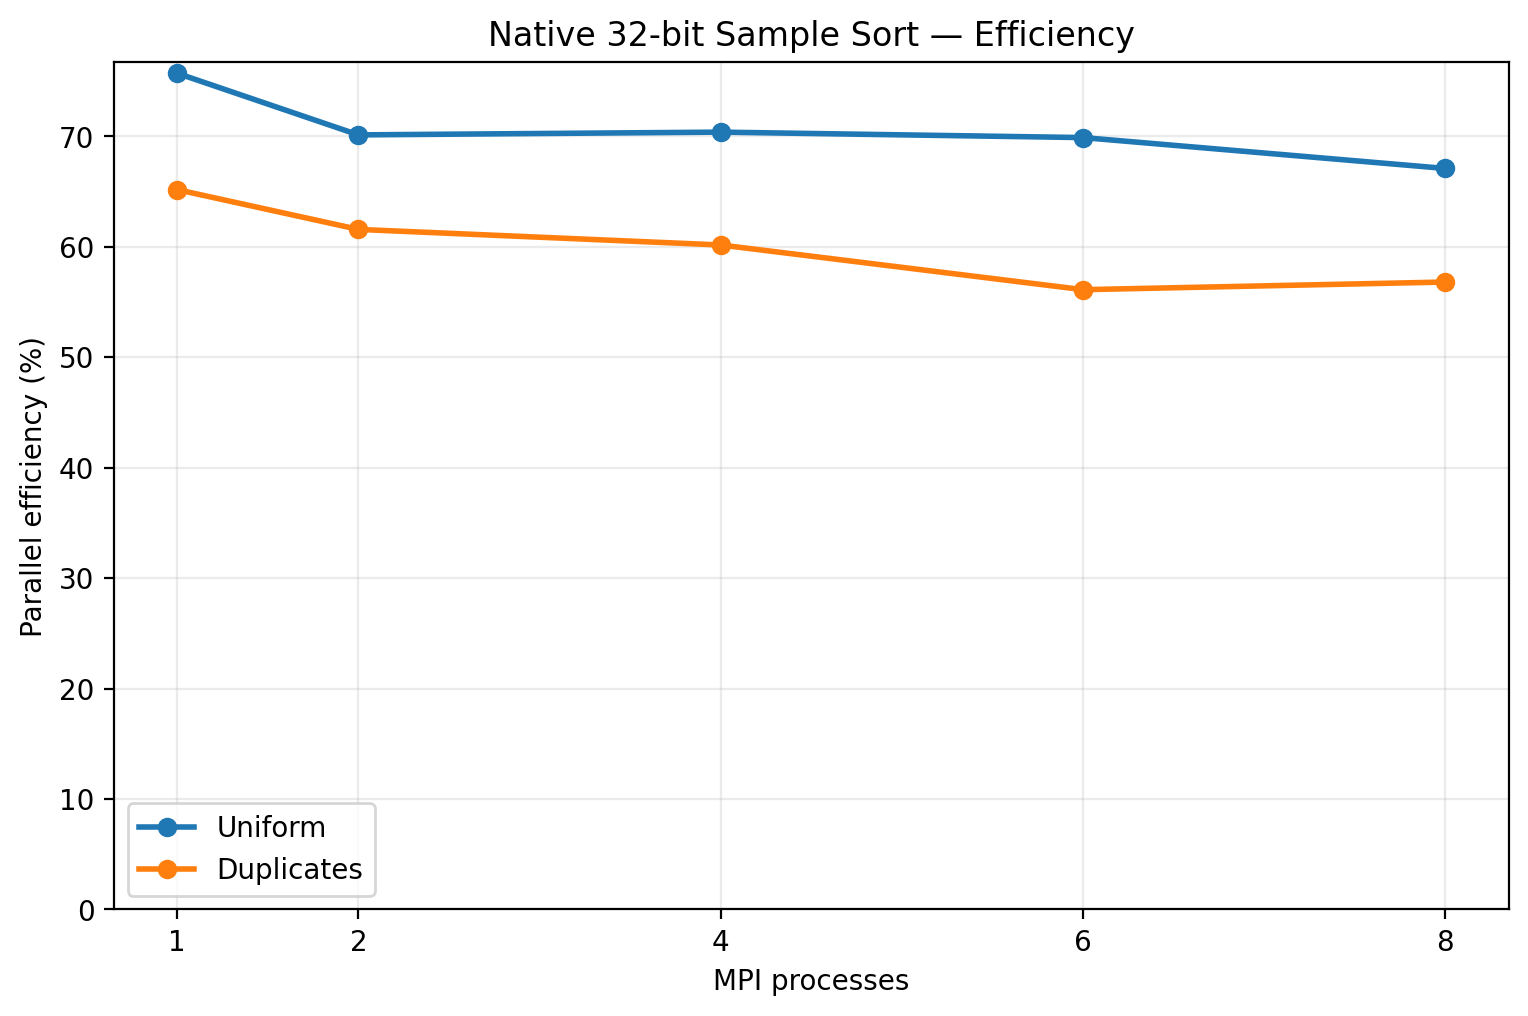 Native 32-bit Sample Sort — Efficiency
Parallel efficiency (%)
70
60
50
40
30
20
10
0
Uniform
Duplicates
1 2 4 6 8
MPI processes